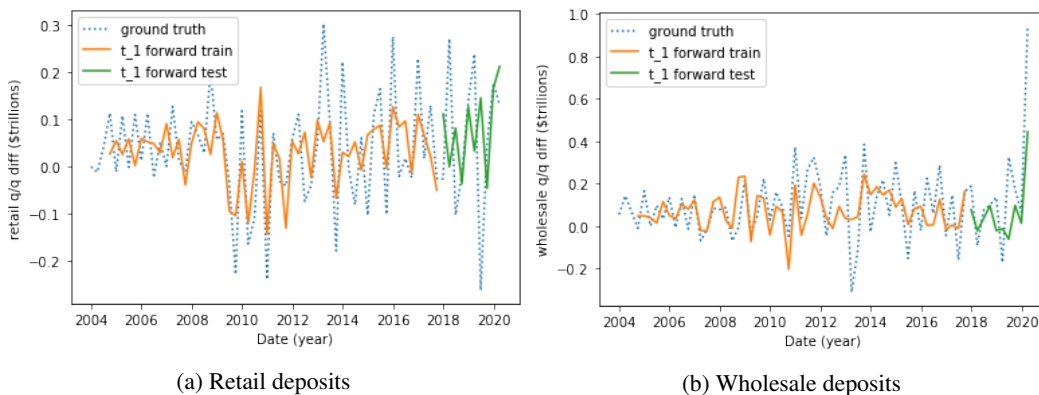 0.3
0.2
0.1
0.0
−0.1
−0.2
retail q/q diff ($trillions)
ground truth
t_1 forward train
t_1 forward test
2004 2006 2008 2010 2012 2014 2016 2018 2020
Date (year)
(a) Retail deposits
1.0
0.8
0.6
0.4
0.2
0.0
−0.2
wholesale q/q diff ($trillions)
ground truth
t_1 forward train
t_1 forward test
2004 2006 2008 2010 2012 2014 2016 2018 2020
Date (year)
(b) Wholesale deposits